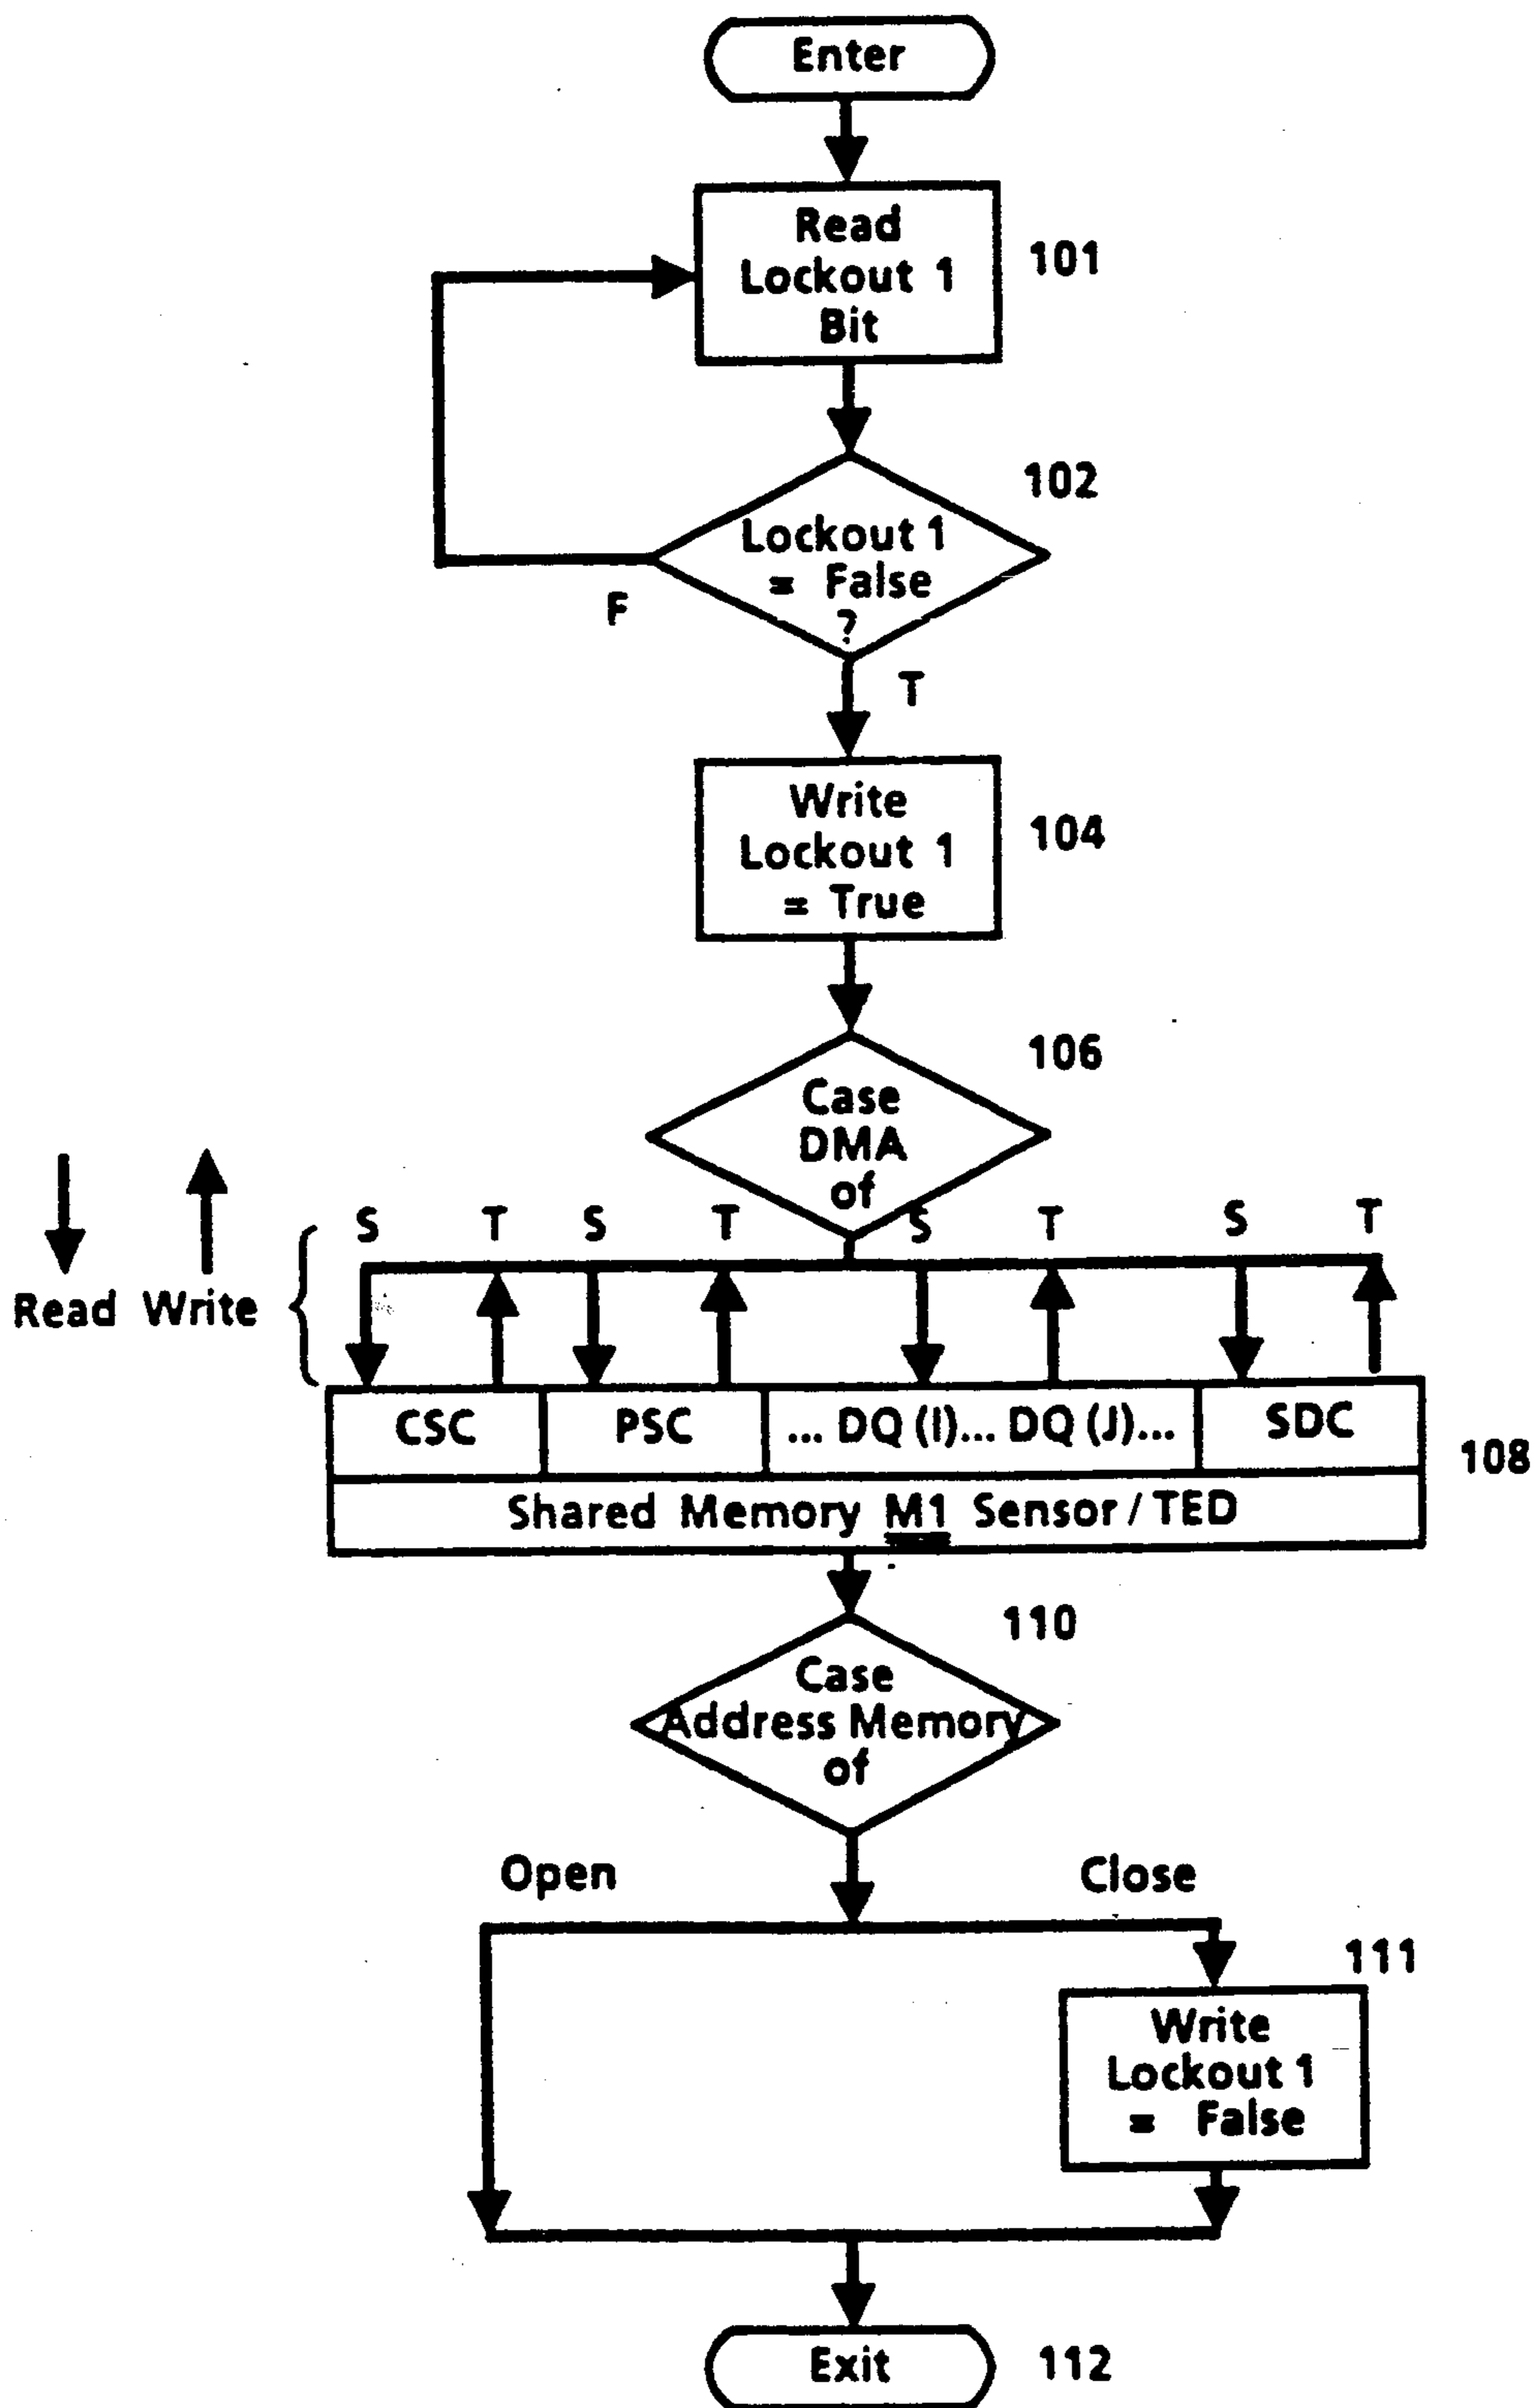 Enter
Read
Lockout 1
Bit
101
102
Lockout 1
= False
?
F
T
Write
Lockout 1
= True
104
106
Case
DMA
of
S T S T S T S T
Read Write
CSC PSC ... DQ (I)... DQ (J)... SDC
108
Shared Memory M1 Sensor / TED
110
Case
Address Memory
of
Open Close
111
Write
Lockout 1
= False
Exit 112